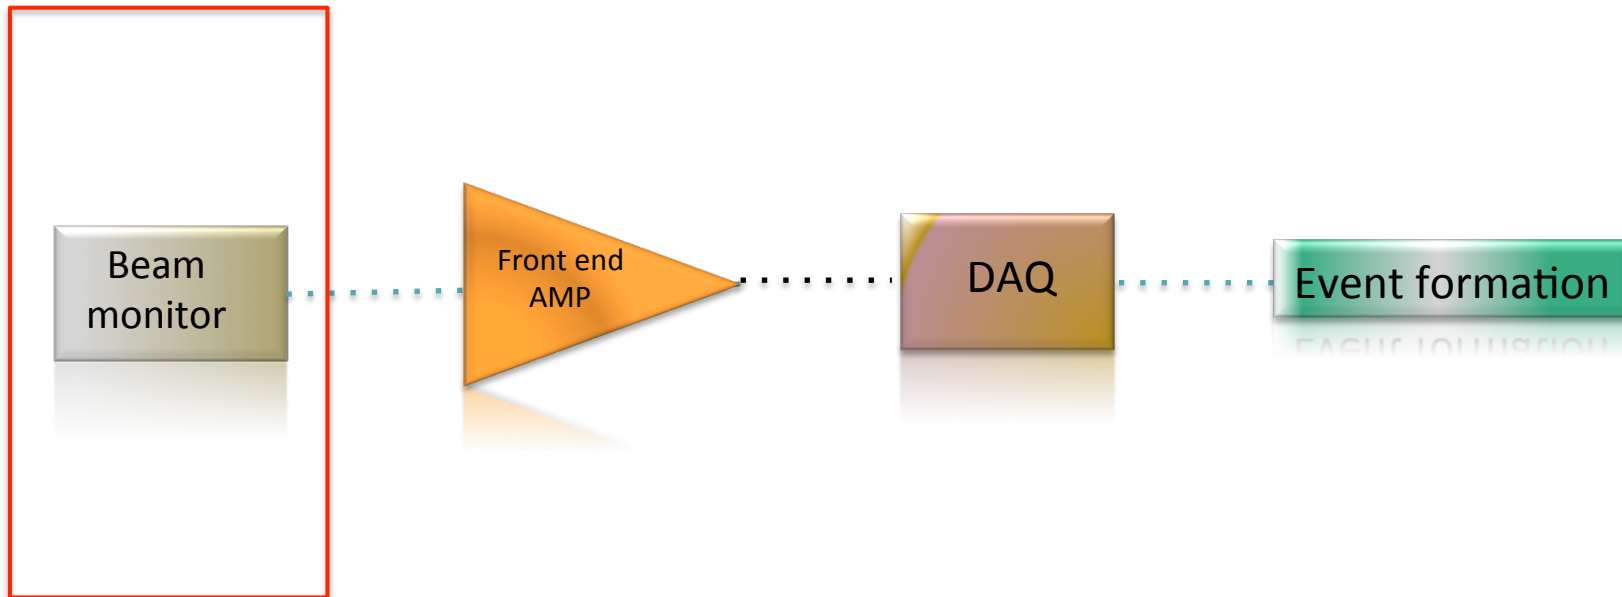 Beam
monitor
Front end
AMP
DAQ
Event formation